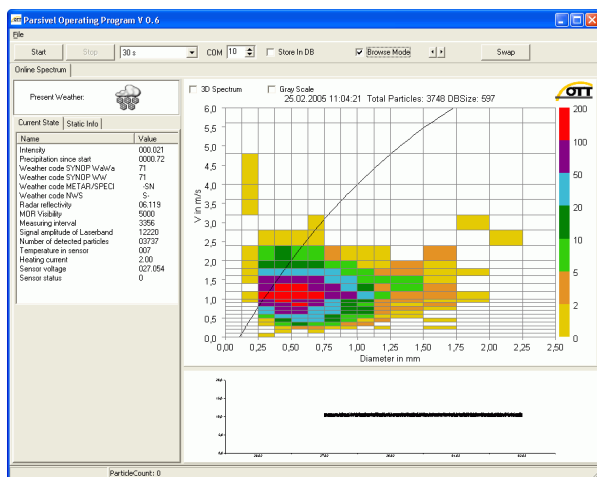 OTT Parsivel Operating Program V 0.6
File
Start Stop 30 s COM 10 Store In DB Browse Mode Swap
Online Spectrum
Present Weather:
Current State Static Info
Name Value
Intensity 000.021
Precipitation since start 0000.72
Weather code SYNOP WaWa 71
Weather code SYNOP WW 71
Weather code METAR/SPECI -SN
Weather code NWS S-
Radar reflectivity 06.119
MOR Visibility 5000
Measuring interval 3356
Signal amplitude of Laserband 12220
Number of detected particles 03737
Temperature in sensor 007
Heating current 2.00
Sensor voltage 027.054
Sensor status 0
3D Spectrum Gray Scale
25.02.2005 11:04:21 Total Particles: 3748 DBSize: 597
OTT
V in m/s
6,0
5,5
5,0
4,5
4,0
3,5
3,0
2,5
2,0
1,5
1,0
0,5
0,0
0,00 0,25 0,50 0,75 1,00 1,25 1,50 1,75 2,00 2,25 2,50
Diameter in mm
200
100
50
20
10
5
2
0
ParticleCount: 0